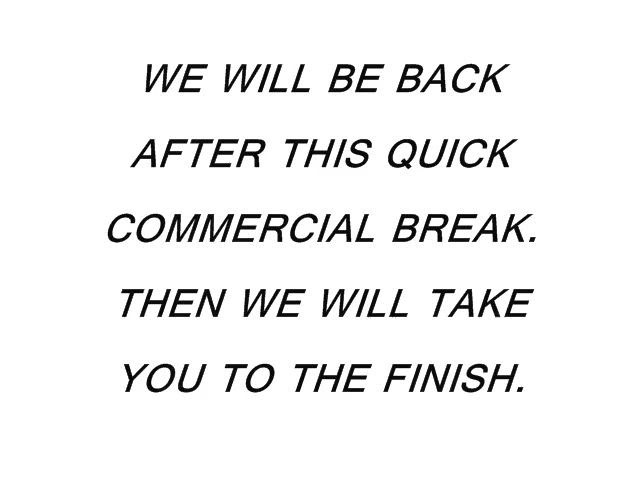 WE WILL BE BACK
AFTER THIS QUICK
COMMERCIAL BREAK.
THEN WE WILL TAKE
YOU TO THE FINISH.